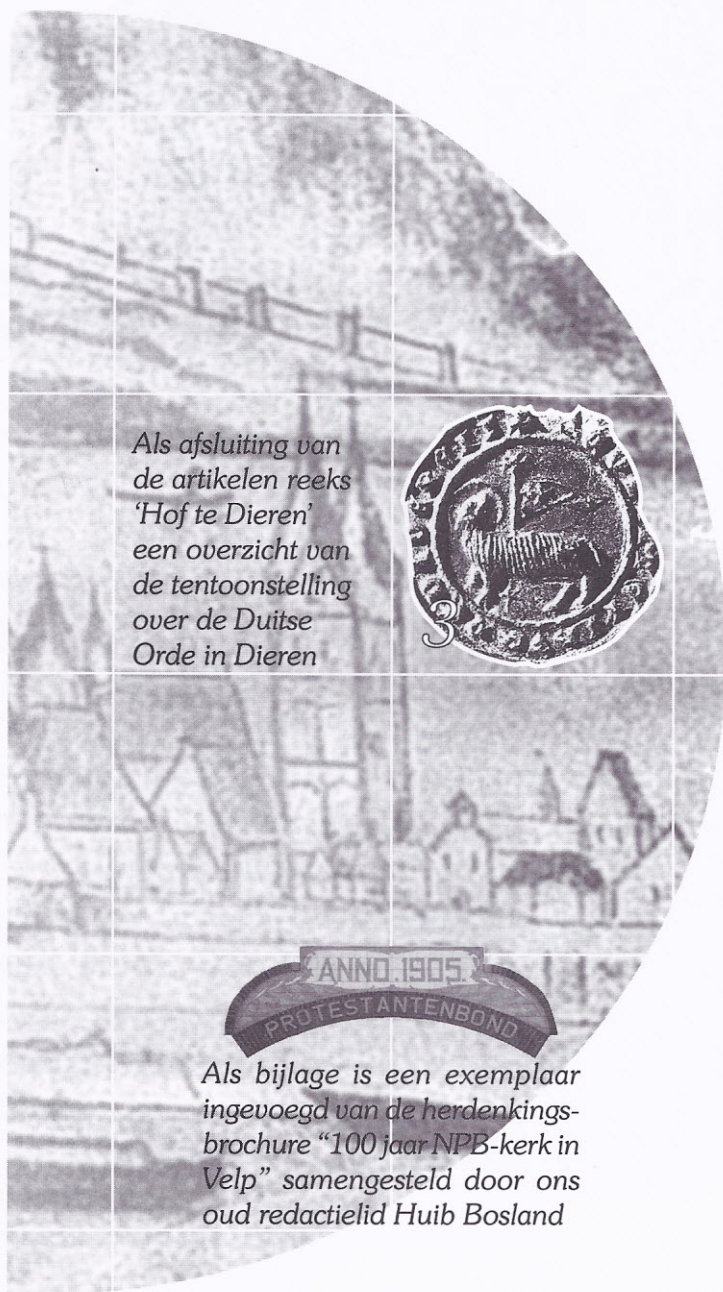 Als afsluiting van
de artikelen reeks
‘Hof te Dieren’
een overzicht van
de tentoonstelling
over de Duitse
Orde in Dieren
3
ANNO.1905.
PROTESTANTENBOND
Als bijlage is een exemplaar
ingevoegd van de herdenkings-
brochure “100 jaar NPB-kerk in
Velp” samengesteld door ons
oud redactielid Huib Bosland